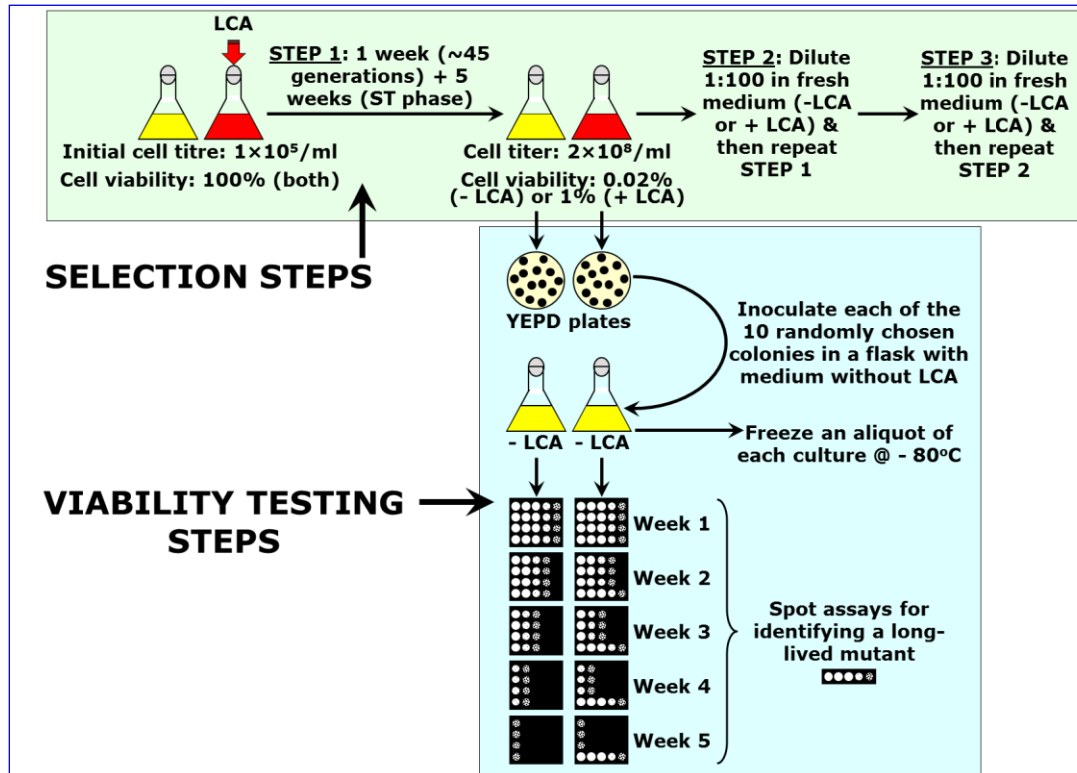 LCA
STEP 1: 1 week (~45
generations) + 5
weeks (ST phase)
Initial cell titre: 1×10⁵/ml
Cell viability: 100% (both)
Cell titer: 2×10⁸/ml
Cell viability: 0.02%
(- LCA) or 1% (+ LCA)
STEP 2: Dilute
1:100 in fresh
medium (-LCA
or + LCA) &
then repeat
STEP 1
STEP 3: Dilute
1:100 in fresh
medium (-LCA
or + LCA) &
then repeat
STEP 2
SELECTION STEPS
YEPD plates
Inoculate each of the
10 randomly chosen
colonies in a flask with
medium without LCA
- LCA
- LCA
Freeze an aliquot of
each culture @ - 80°C
VIABILITY TESTING
STEPS
Week 1
Week 2
Week 3
Week 4
Week 5
Spot assays for
identifying a long-
lived mutant